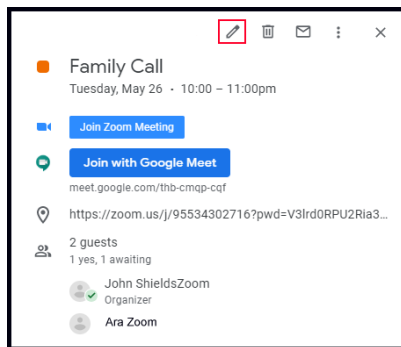 Family Call
Tuesday, May 26 • 10:00 – 11:00pm
Join Zoom Meeting
Join with Google Meet
meet.google.com/thb-cmqp-cqf
https://zoom.us/j/95534302716?pwd=V3lrd0RPU2Ria3...
2 guests
1 yes, 1 awaiting
John ShieldsZoom
Organizer
Ara Zoom